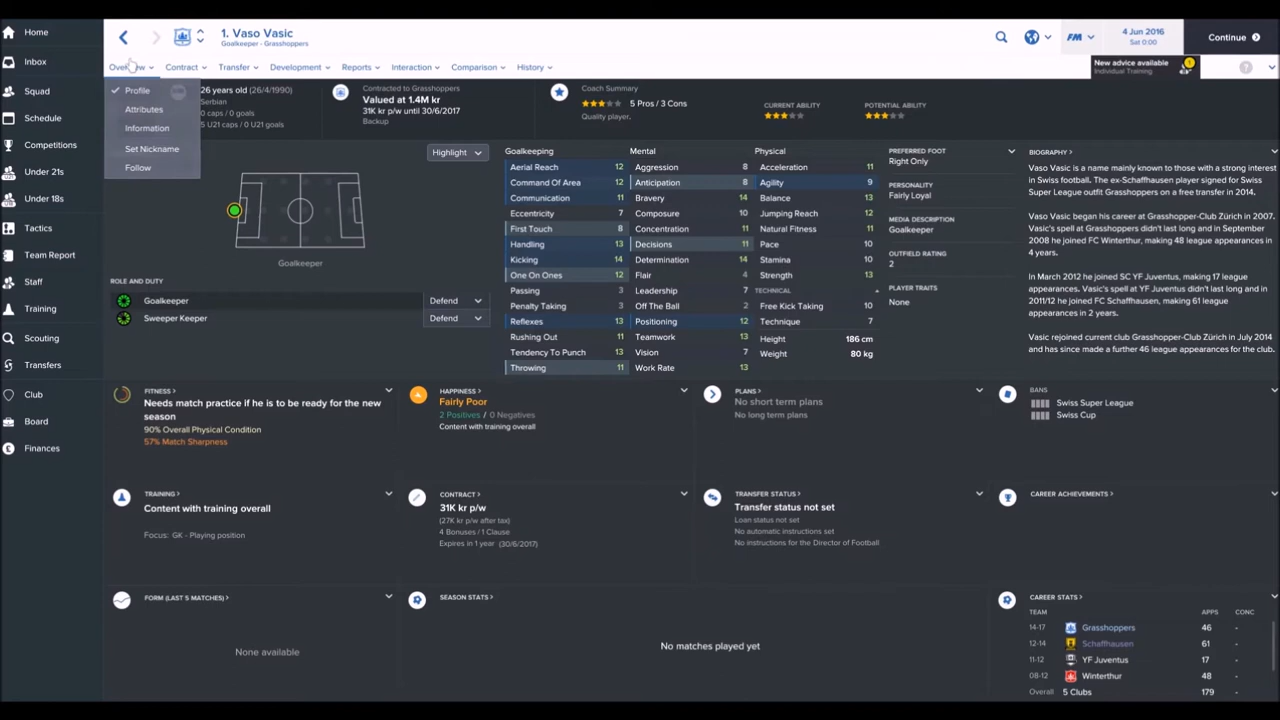 Home
Inbox
Squad
Schedule
Competitions
Under 21s
Under 18s
Tactics
Team Report
Staff
Training
Scouting
Transfers
Club
Board
Finances
1. Vaso Vasic
Goalkeeper - Grasshoppers
FM
4 Jun 2016
Sat 0:00
Continue
Contract
Transfer
Development
Reports
Interaction
Comparison
History
New advice available
Individual Training
Profile
Attributes
Information
Set Nickname
Follow
26 years old (26/4/1990)
Serbian
0 caps / 0 goals
5 U21 caps / 0 U21 goals
Contracted to Grasshoppers
Valued at 1.4M kr
31K kr p/w until 30/6/2017
Backup
Coach Summary
5 Pros / 3 Cons
Quality player.
CURRENT ABILITY
POTENTIAL ABILITY
Highlight
Goalkeeper
ROLE AND DUTY
Goalkeeper Defend
Sweeper Keeper Defend
Goalkeeping Mental Physical
Aerial Reach 12 Aggression 8 Acceleration 11
Command Of Area 12 Anticipation 8 Agility 9
Communication 11 Bravery 14 Balance 13
Eccentricity 7 Composure 10 Jumping Reach 12
First Touch 8 Concentration 11 Natural Fitness 11
Handling 13 Decisions 11 Pace 10
Kicking 14 Determination 14 Stamina 10
One On Ones 12 Flair 4 Strength 13
Passing 3 Leadership 7 TECHNICAL
Penalty Taking 3 Off The Ball 2 Free Kick Taking 10
Reflexes 13 Positioning 12 Technique 7
Rushing Out 11 Teamwork 13 Height 186 cm
Tendency To Punch 13 Vision 7 Weight 80 kg
Throwing 11 Work Rate 13
PREFERRED FOOT
Right Only
PERSONALITY
Fairly Loyal
MEDIA DESCRIPTION
Goalkeeper
OUTFIELD RATING
2
PLAYER TRAITS
None
BIOGRAPHY >
Vaso Vasic is a name mainly known to those with a strong interest
in Swiss football. The ex-Schaffhausen player signed for Swiss
Super League outfit Grasshoppers on a free transfer in 2014.
Vaso Vasic began his career at Grasshopper-Club Zürich in 2007.
Vasic's spell at Grasshoppers didn't last long and in September
2008 he joined FC Winterthur, making 48 league appearances in
4 years.
In March 2012 he joined SC YF Juventus, making 17 league
appearances. Vasic's spell at YF Juventus didn't last long and in
2011/12 he joined FC Schaffhausen, making 61 league
appearances in 2 years.
Vasic rejoined current club Grasshopper-Club Zürich in July 2014
and has since made a further 46 league appearances for the club.
FITNESS >
Needs match practice if he is to be ready for the new
season
90% Overall Physical Condition
57% Match Sharpness
HAPPINESS >
Fairly Poor
2 Positives / 0 Negatives
Content with training overall
PLANS >
No short term plans
No long term plans
BANS
Swiss Super League
Swiss Cup
TRAINING >
Content with training overall
Focus: GK - Playing position
CONTRACT >
31K kr p/w
(27K kr p/w after tax)
4 Bonuses / 1 Clause
Expires in 1 year (30/6/2017)
TRANSFER STATUS >
Transfer status not set
Loan status not set
No automatic instructions set
No instructions for the Director of Football
CAREER ACHIEVEMENTS >
FORM (LAST 5 MATCHES) >
None available
SEASON STATS >
No matches played yet
CAREER STATS >
TEAM APPS CONC
14-17 Grasshoppers 46 -
12-14 Schaffhausen 61 -
11-12 YF Juventus 17 -
08-12 Winterthur 48 -
Overall 5 Clubs 179 -